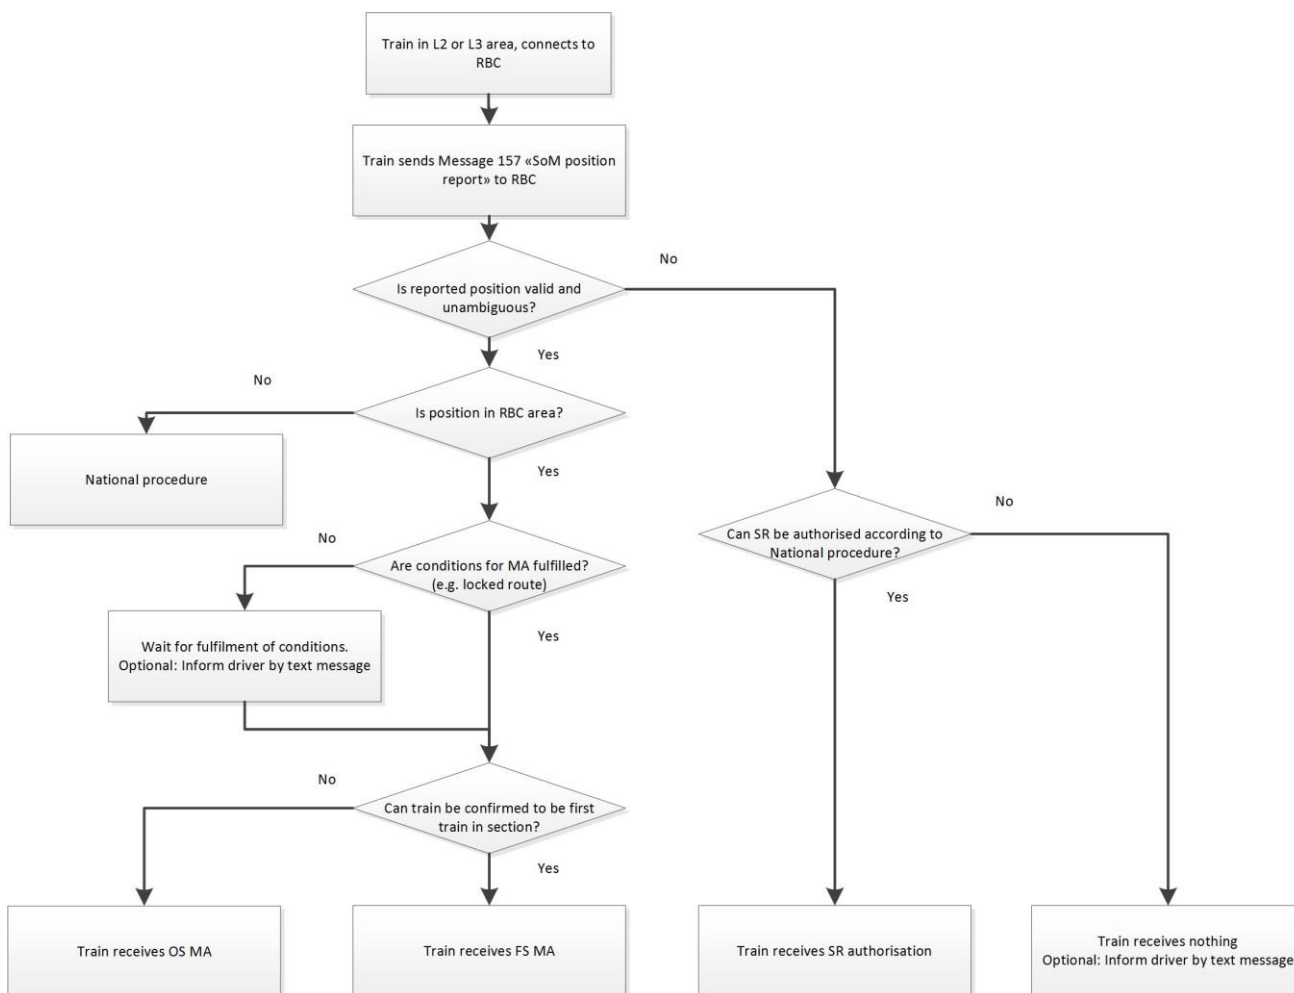 Train in L2 or L3 area, connects to
RBC
Train sends Message 157 «SoM position
report» to RBC
No
Is reported position valid and
unambiguous?
Yes
No
Is position in RBC area?
National procedure
Yes
No
Can SR be authorised according to
National procedure?
No
Are conditions for MA fulfilled?
(e.g. locked route)
Yes
Yes
Wait for fulfilment of conditions.
Optional: Inform driver by text message
No
Can train be confirmed to be first
train in section?
Yes
Train receives OS MA
Train receives FS MA
Train receives SR authorisation
Train receives nothing
Optional: Inform driver by text message